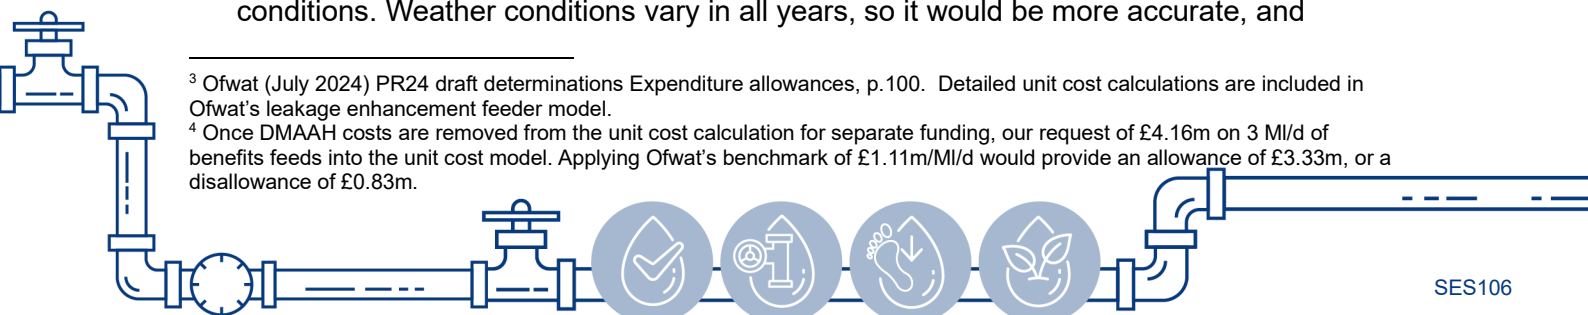 conditions. Weather conditions vary in all years, so it would be more accurate, and
3 Ofwat (July 2024) PR24 draft determinations Expenditure allowances, p.100.  Detailed unit cost calculations are included in
Ofwat's leakage enhancement feeder model.
4 Once DMAAH costs are removed from the unit cost calculation for separate funding, our request of £4.16m on 3 Ml/d of
benefits feeds into the unit cost model. Applying Ofwat's benchmark of £1.11m/Ml/d would provide an allowance of £3.33m, or a
disallowance of £0.83m.
SES106